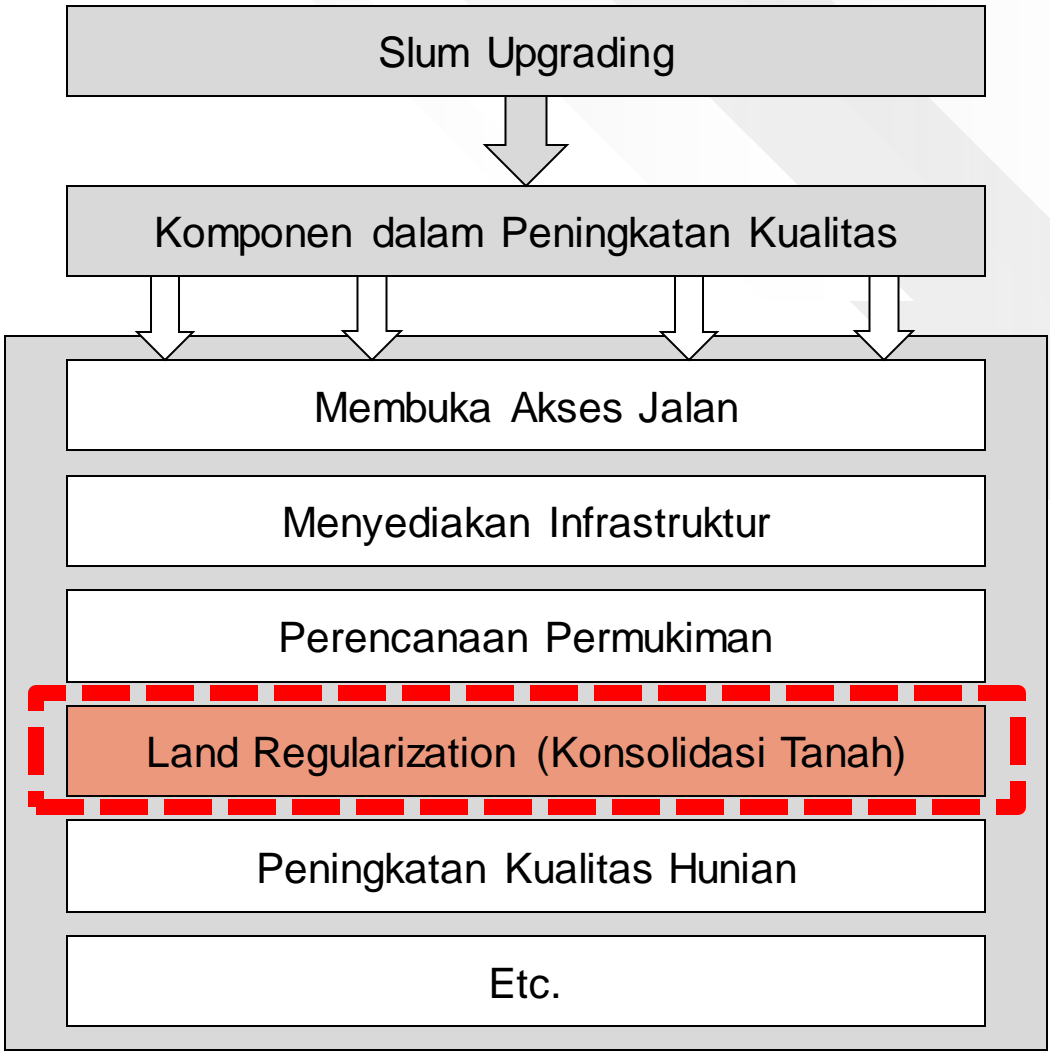 Slum Upgrading
Komponen dalam Peningkatan Kualitas
Membuka Akses Jalan
Menyediakan Infrastruktur
Perencanaan Permukiman
Land Regularization (Konsolidasi Tanah)
Peningkatan Kualitas Hunian
Etc.